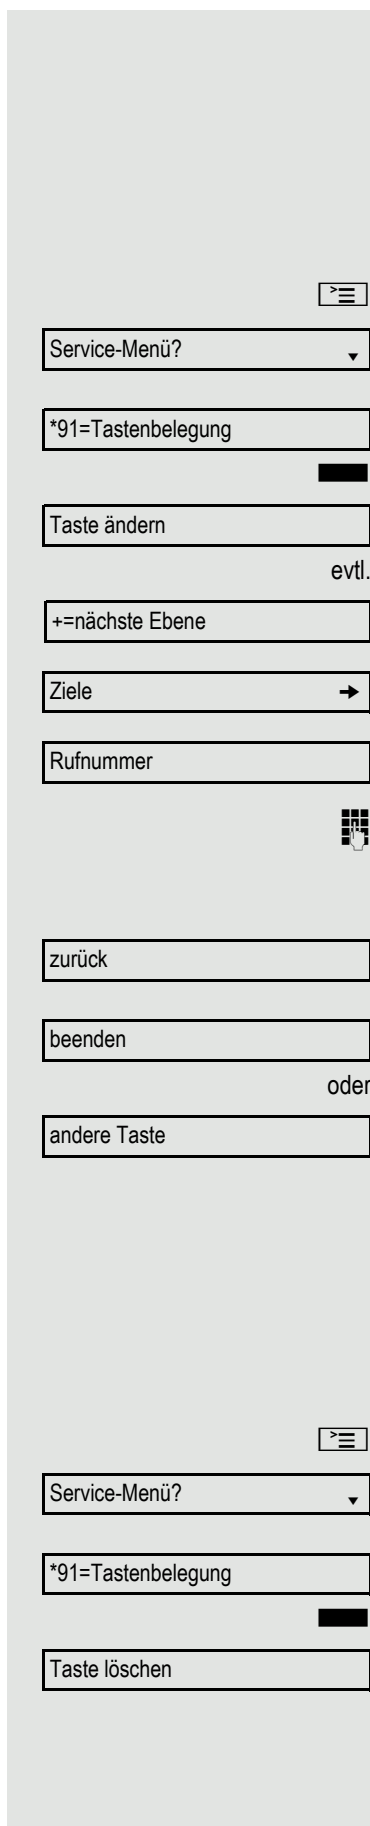 Service-Menü?
*91=Tastenbelegung
Taste ändern
evtl.
+=nächste Ebene
Ziele
Rufnummer
zurück
beenden
oder
andere Taste
Service-Menü?
*91=Tastenbelegung
Taste löschen